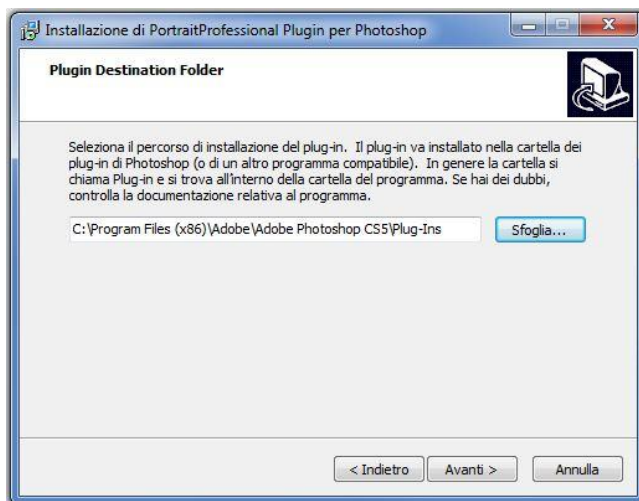 Installazione di PortraitProfessional Plugin per Photoshop
Plugin Destination Folder
Seleziona il percorso di installazione del plug-in. Il plug-in va installato nella cartella dei
plug-in di Photoshop (o di un altro programma compatibile). In genere la cartella si
chiama Plug-in e si trova all'interno della cartella del programma. Se hai dei dubbi,
controlla la documentazione relativa al programma.
C:\Program Files (x86)\Adobe\Adobe Photoshop CS5\Plug-Ins
Sfoglia...
< Indietro
Avanti >
Annulla